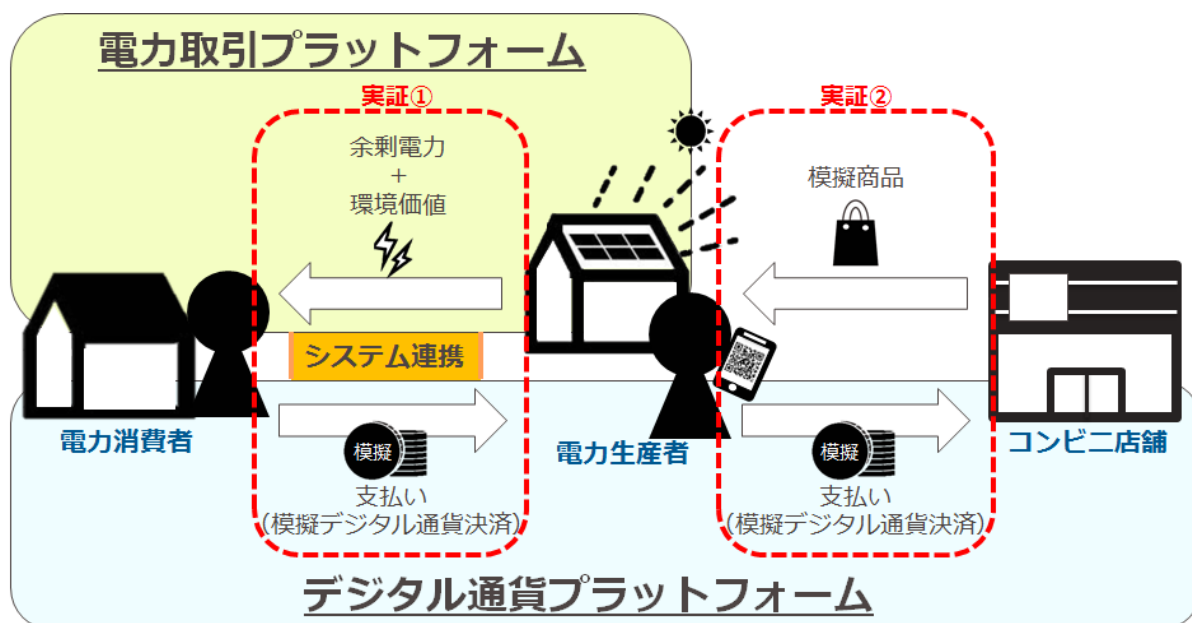 電力取引プラットフォーム
実証①
実証②
余剰電力
+
環境価値
模擬商品
システム連携
電力消費者
電力生産者
コンビニ店舗
模擬
支払い
(模擬デジタル通貨決済)
模擬
支払い
(模擬デジタル通貨決済)
デジタル通貨プラットフォーム